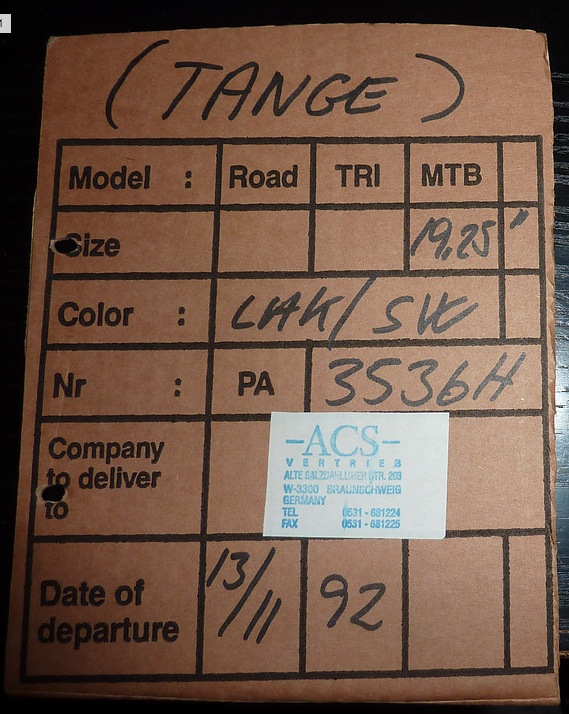 (TANGE)
Model : Road TRI MTB
Size 19,25"
Color : LAK/SW
Nr : PA 3536H
Company
to deliver
to
-ACS-
VERTRIEB
ALTE SALZDAHLUMER STR. 203
W-3300 BRAUNSCHWEIG
GERMANY
TEL 0531-681224
FAX 0531-681225
Date of
departure
13/11 92